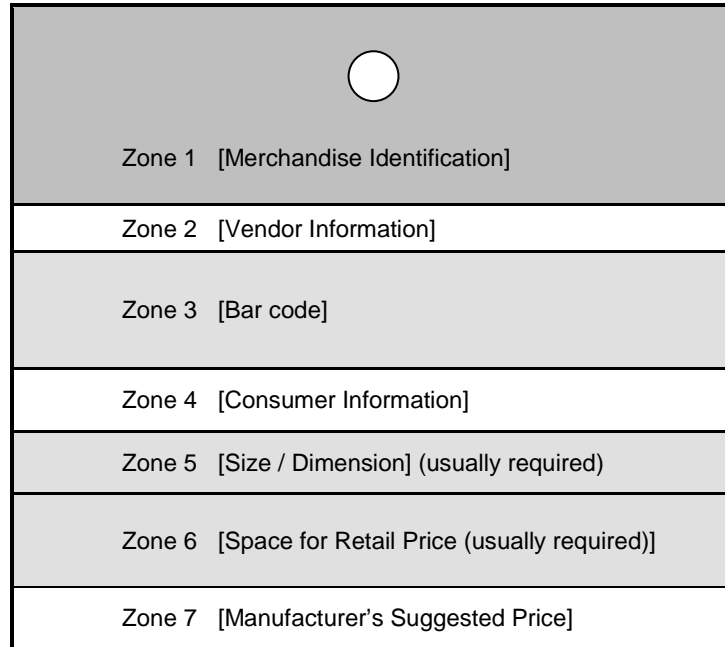 Zone 1 [Merchandise Identification]
Zone 2 [Vendor Information]
Zone 3 [Bar code]
Zone 4 [Consumer Information]
Zone 5 [Size / Dimension] (usually required)
Zone 6 [Space for Retail Price (usually required)]
Zone 7 [Manufacturer’s Suggested Price]